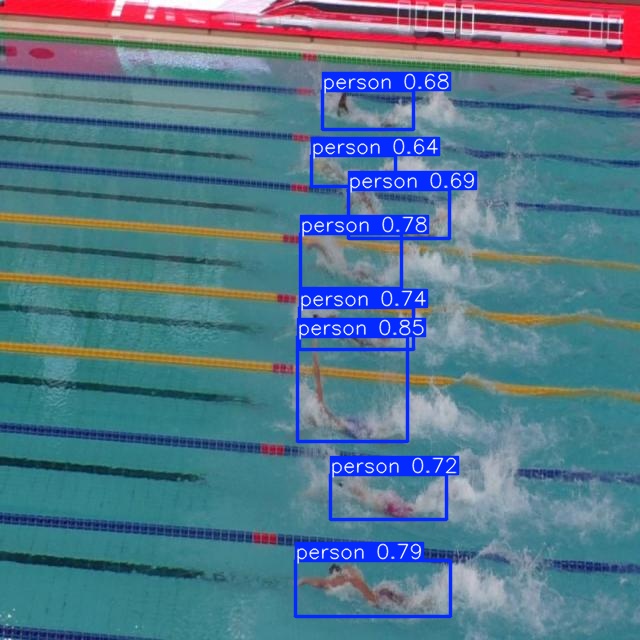 person 0.68
person 0.64
person 0.69
person 0.78
person 0.74
person 0.85
person 0.72
person 0.79